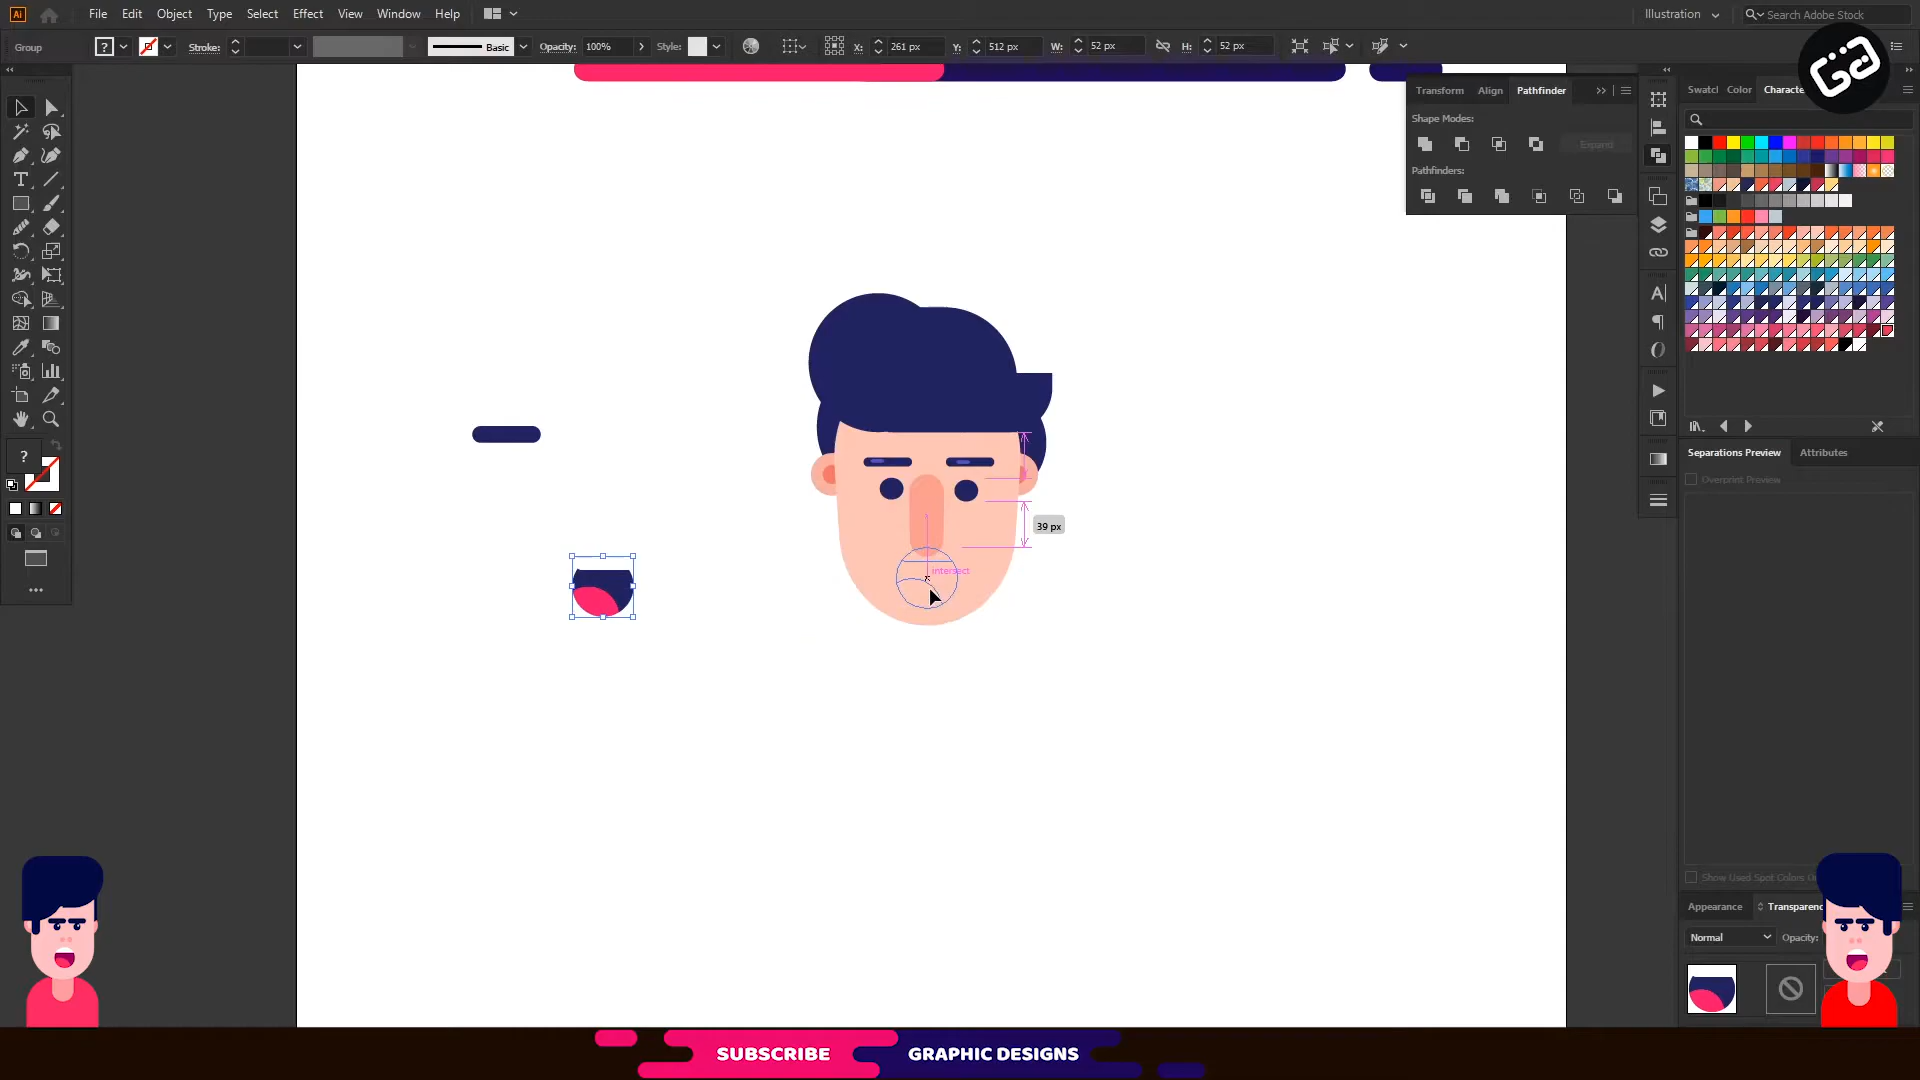 Ai File Edit Object Type Select Effect View Window Help Illustration Search Adobe Stock
Group ? Stroke: Basic Opacity: 100% Style: X: 261 px Y: 512 px W: 52 px H: 52 px
Transform Align Pathfinder
Swatcl Color Characte
Shape Modes:
Expand
Pathfinders:
?
39 px
intersect
Separations Preview Attributes
Overprint Preview
Show Used Spot Colors O
Appearance Transparenc
Normal Opacity:
SUBSCRIBE GRAPHIC DESIGNS